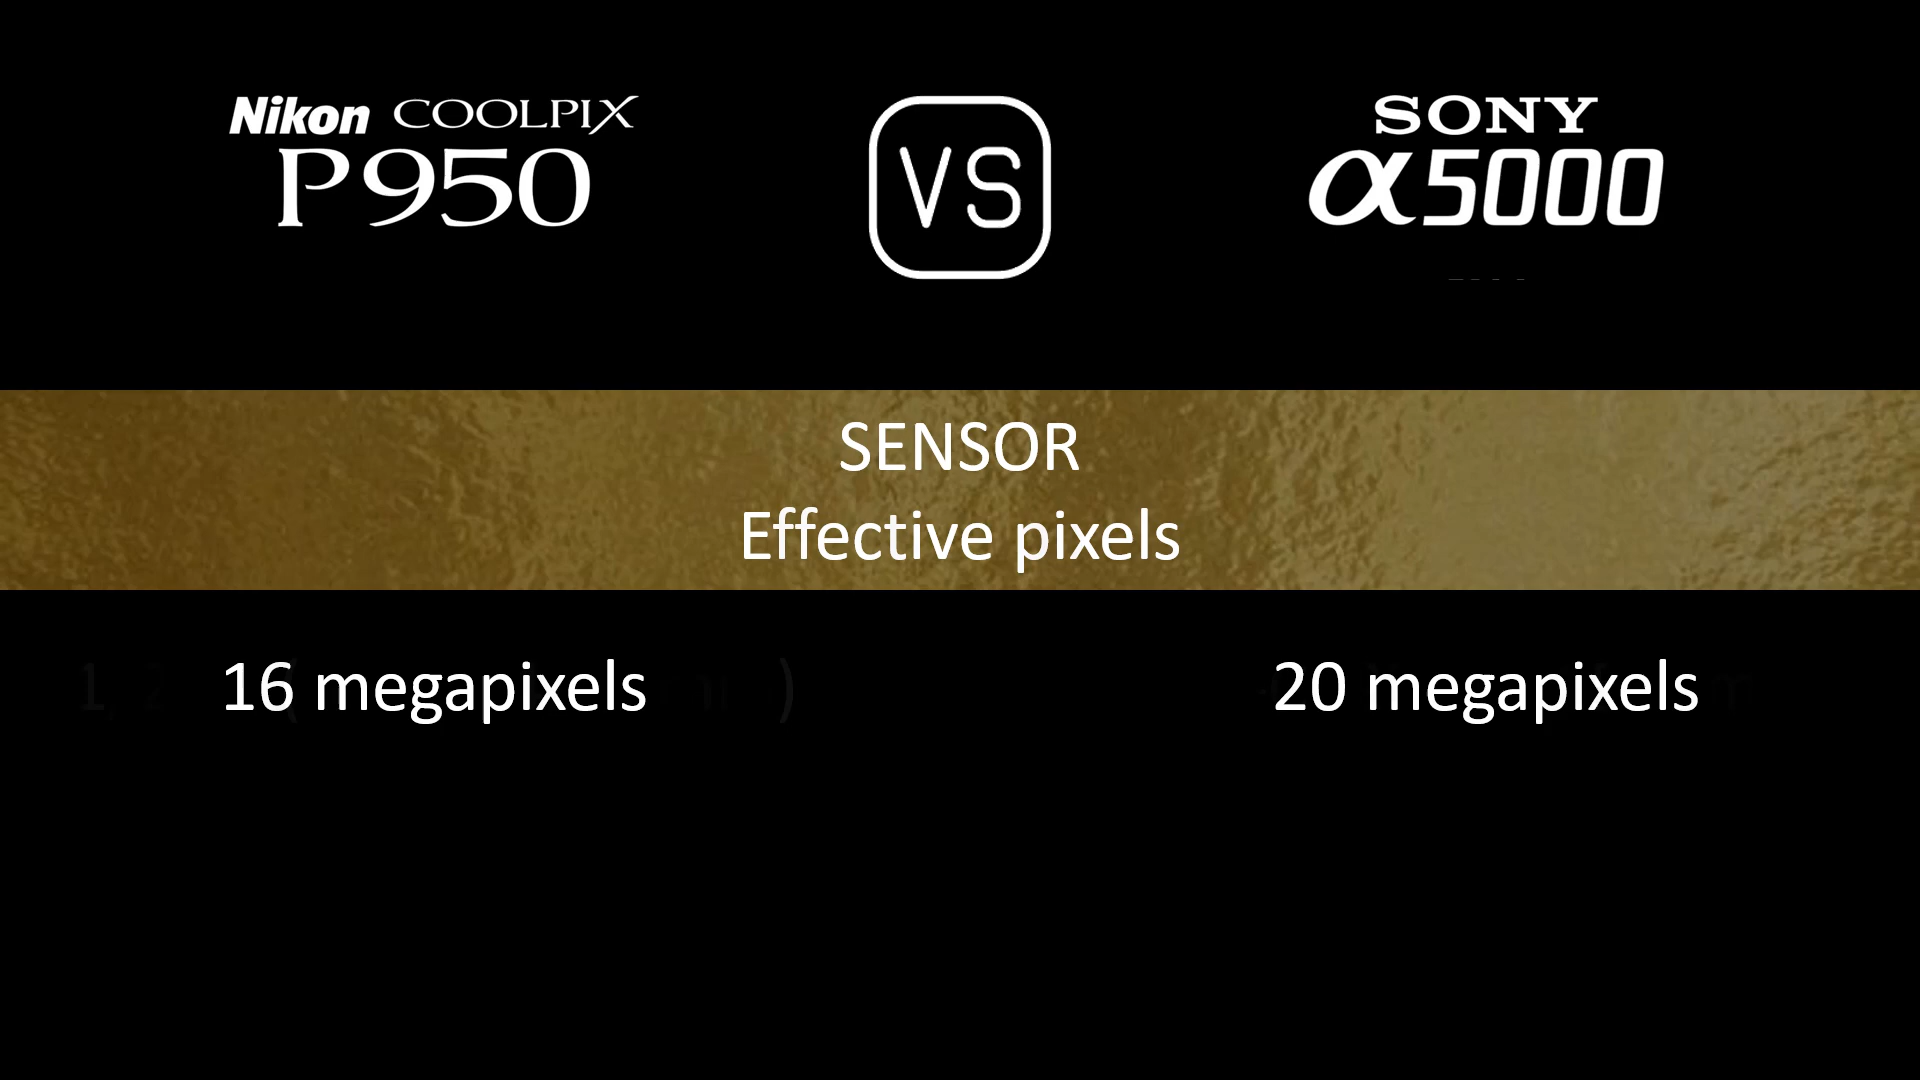 Nikon COOLPIX
P950
VS
SONY
α5000
SENSOR
Effective pixels
16 megapixels
20 megapixels